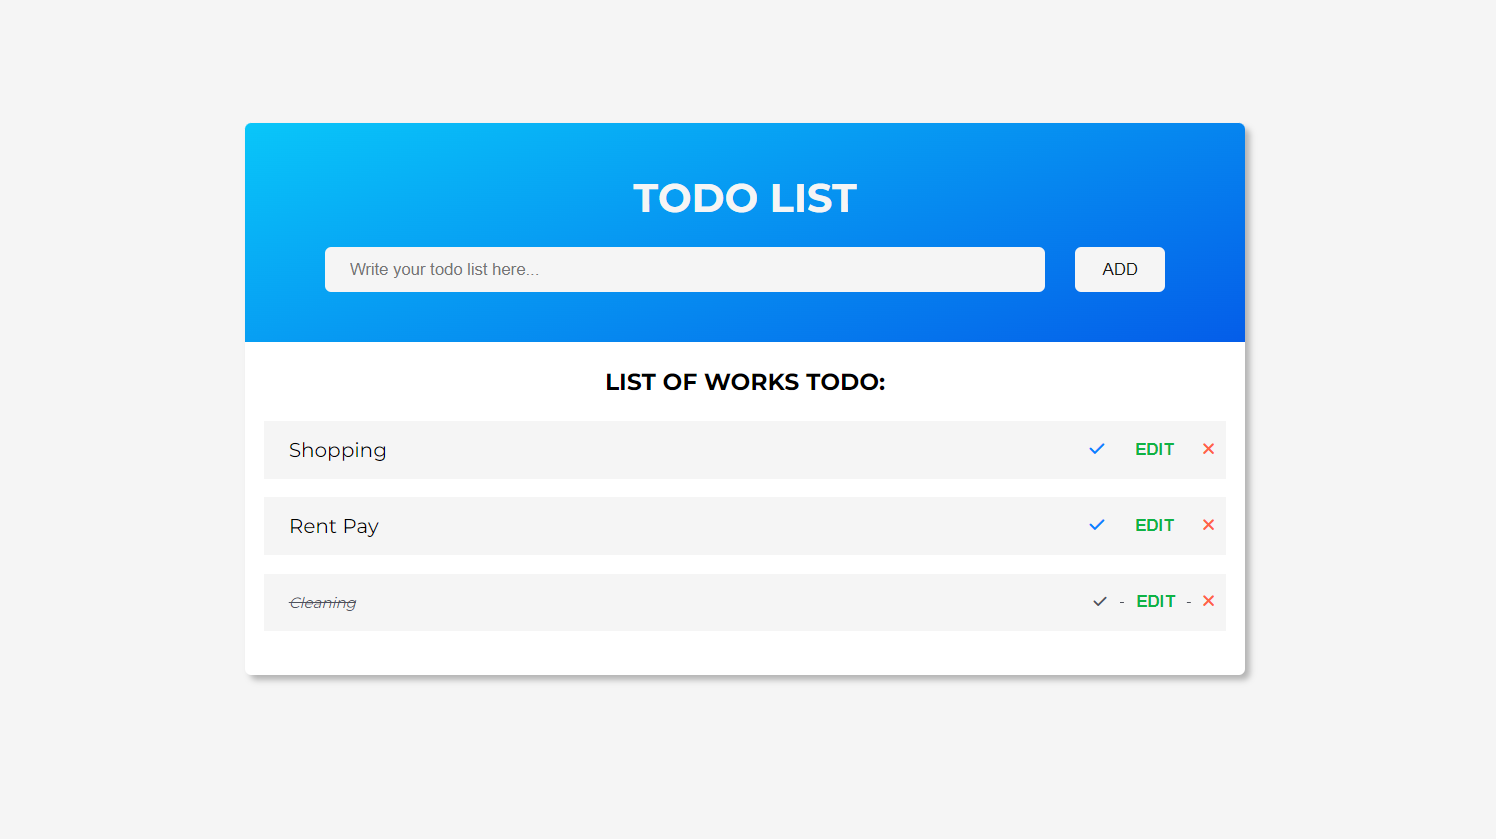 TODO LIST
Write your todo list here...
ADD
LIST OF WORKS TODO:
Shopping EDIT
Rent Pay EDIT
Cleaning - EDIT -